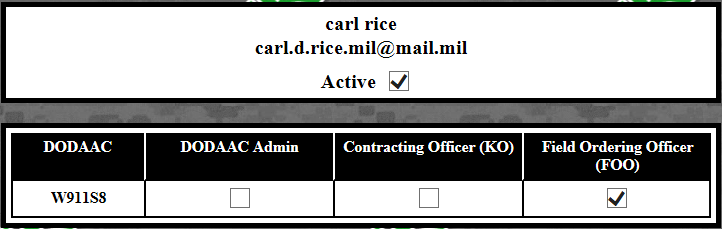 carl rice
carl.d.rice.mil@mail.mil
Active
DODAAC DODAAC Admin Contracting Officer (KO) Field Ordering Officer
(FOO)
W911S8